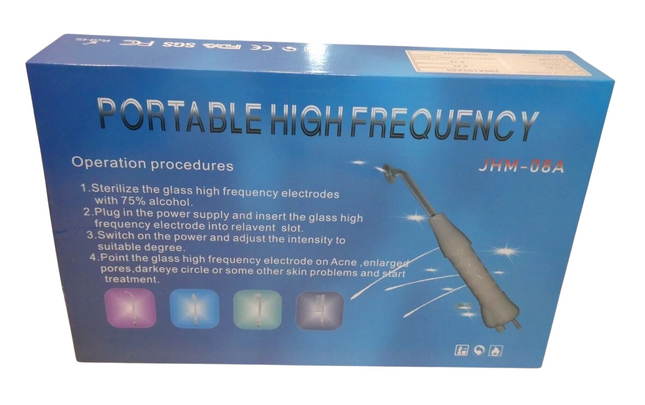 SGS FDA CE
PORTABLE HIGH FREQUENCY
JHM-08A
Operation procedures
1.Sterilize the glass high frequency electrodes
with 75% alcohol.
2.Plug in the power supply and insert the glass high
frequency electrode into relavent slot.
3.Switch on the power and adjust the intensity to
suitable degree.
4.Point the glass high frequency electrode on Acne ,enlarged
pores,darkeye circle or some other skin problems and start
treatment.